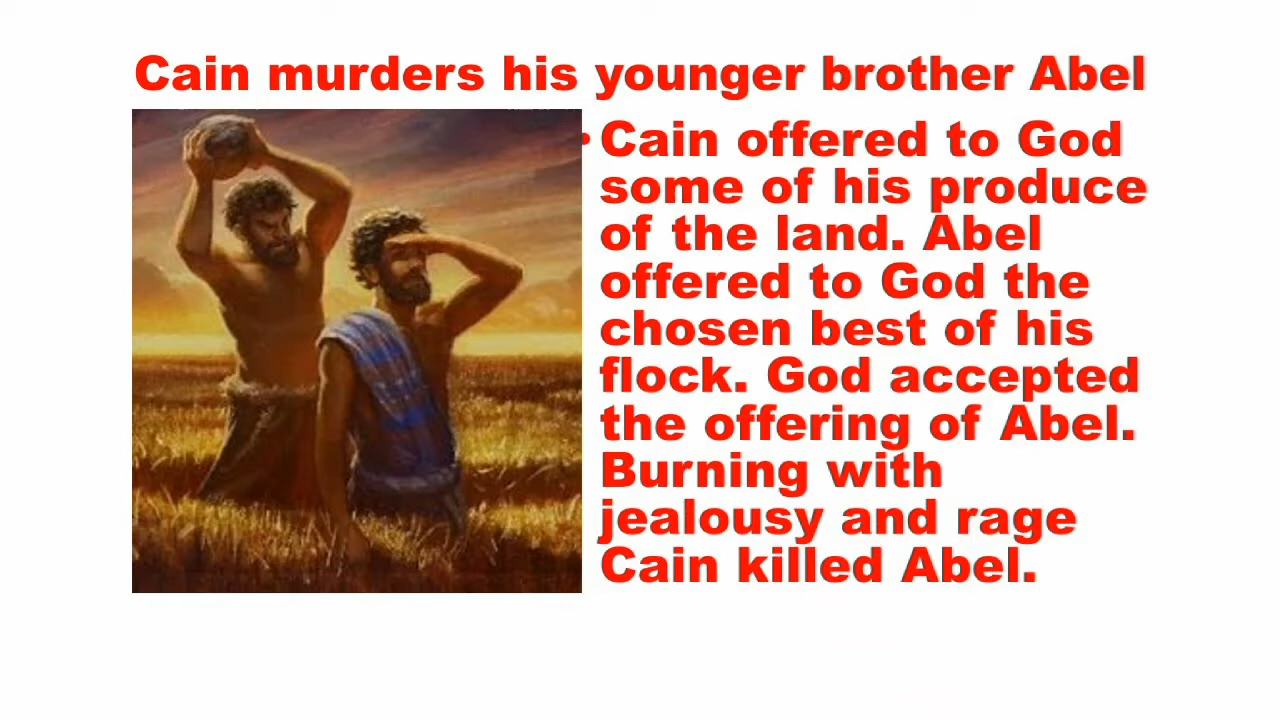 Cain murders his younger brother Abel
• Cain offered to God
some of his produce
of the land. Abel
offered to God the
chosen best of his
flock. God accepted
the offering of Abel.
Burning with
jealousy and rage
Cain killed Abel.